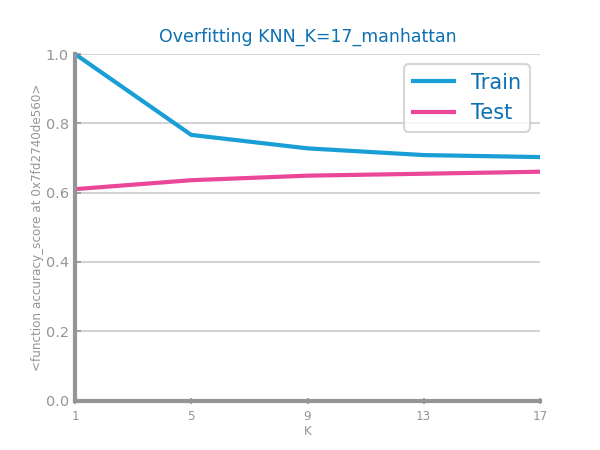 Overfitting KNN_K=17_manhattan
<function accuracy_score at 0x7fd2740de560>
1.0
0.8
0.6
0.4
0.2
0.0
Train
Test
1 5 9 13 17
K